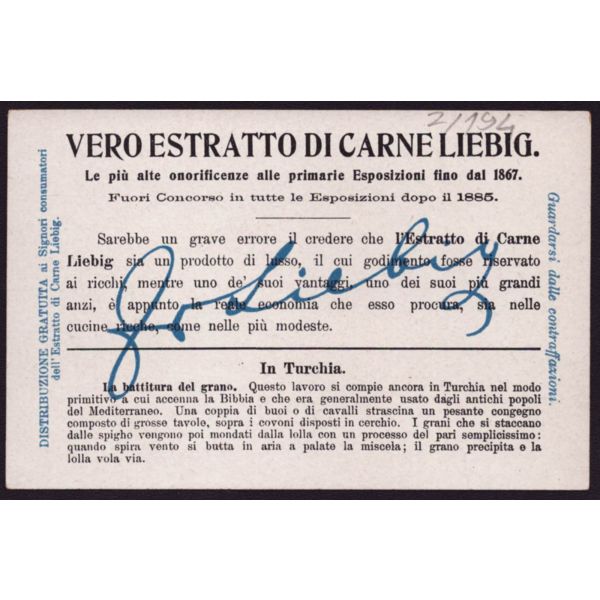 2/194
VERO ESTRATTO DI CARNE LIEBIG.
Le più alte onorificenze alle primarie Esposizioni fino dal 1867.
Fuori Concorso in tutte le Esposizioni dopo il 1885.
Sarebbe un grave errore il credere che l'Estratto di Carne
Liebig sia un prodotto di lusso, il cui godimento fosse riservato
ai ricchi, mentre uno de' suoi vantaggi, uno dei suoi più grandi
anzi, è appunto la reale economia che esso procura, sia nelle
cucine ricche, come nelle più modeste.
In Turchia.
La battitura del grano. Questo lavoro si compie ancora in Turchia nel modo
primitivo a cui accenna la Bibbia e che era generalmente usato dagli antichi popoli
del Mediterraneo. Una coppia di buoi o di cavalli strascina un pesante congegno
composto di grosse tavole, sopra i covoni disposti in cerchio. I grani che si staccano
dalle spighe vengono poi mondati dalla lolla con un processo del pari semplicissimo:
quando spira vento si butta in aria a palate la miscela; il grano precipita e la
lolla vola via.
DISTRIBUZIONE GRATUITA ai Signori consumatori
dell'Estratto di Carne Liebig.
Guardarsi dalle contraffazioni.
JvLiebig